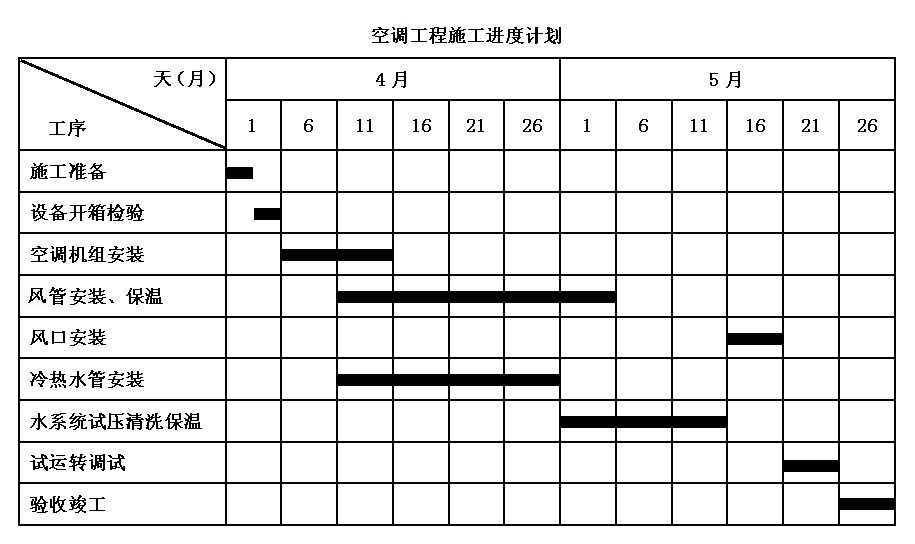 空调工程施工进度计划
天(月) 4月 5月
工序 1 6 11 16 21 26 1 6 11 16 21 26
施工准备
设备开箱检验
空调机组安装
风管安装、保温
风口安装
冷热水管安装
水系统试压清洗保温
试运转调试
验收竣工